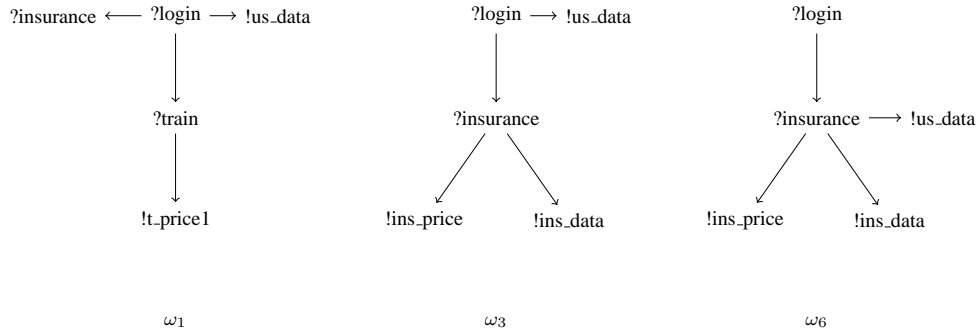 ?insurance ?login !us_data ?login !us_data ?login
?train ?insurance ?insurance !us_data
!t_price1 !ins_price !ins_data !ins_price !ins_data
ω₁ ω₃ ω₆